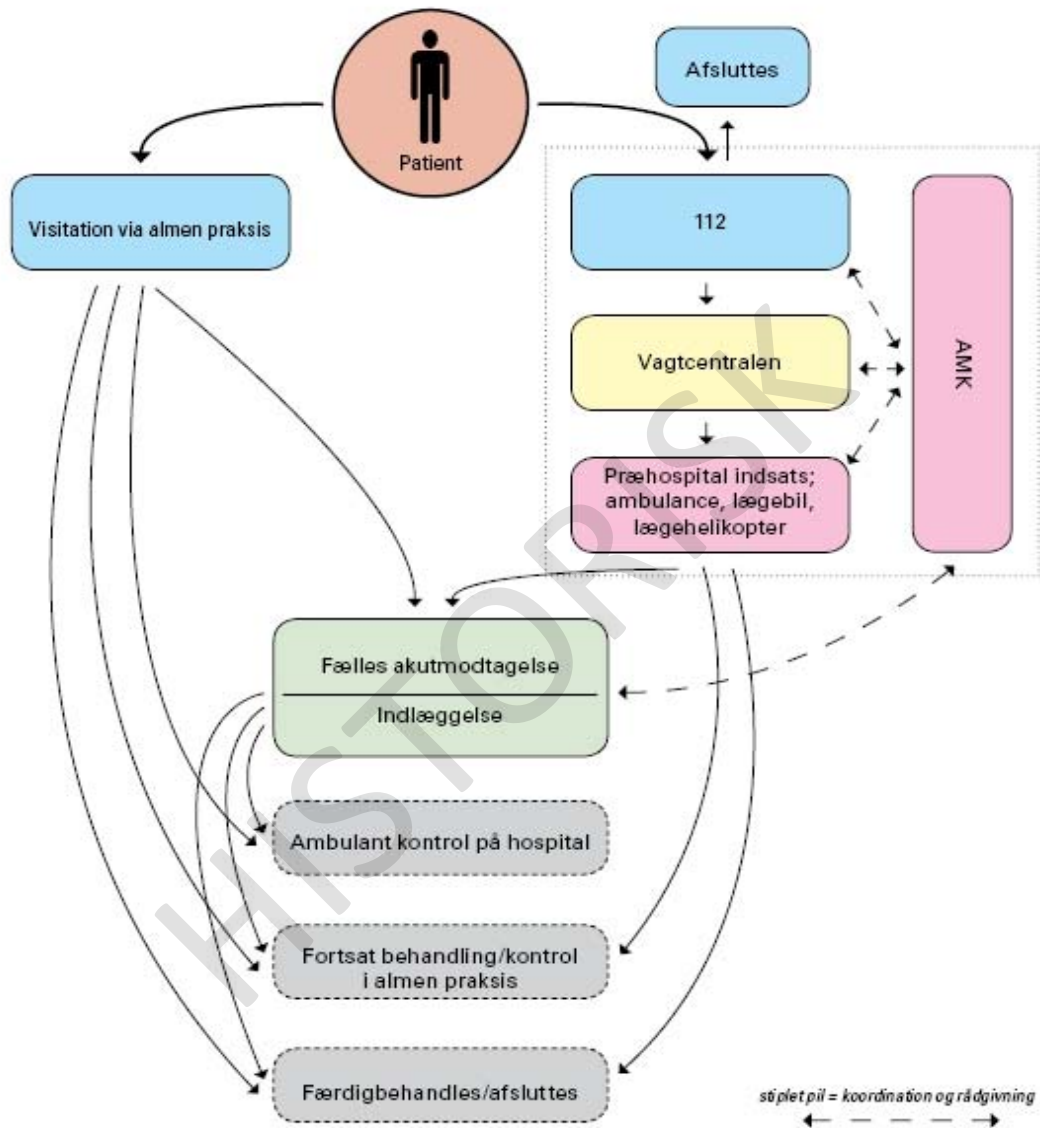 Patient
Afsluttes
Visitation via almen praksis
112
Vagtcentralen
Præhospital indsats;
ambulance, lægebil,
lægehelikopter
AMK
Fælles akutmodtagelse
Indlæggelse
Ambulant kontrol på hospital
Fortsat behandling/kontrol
i almen praksis
Færdigbehandles/afsluttes
stiplet pil = koordination og rådgivning
HISTORISK